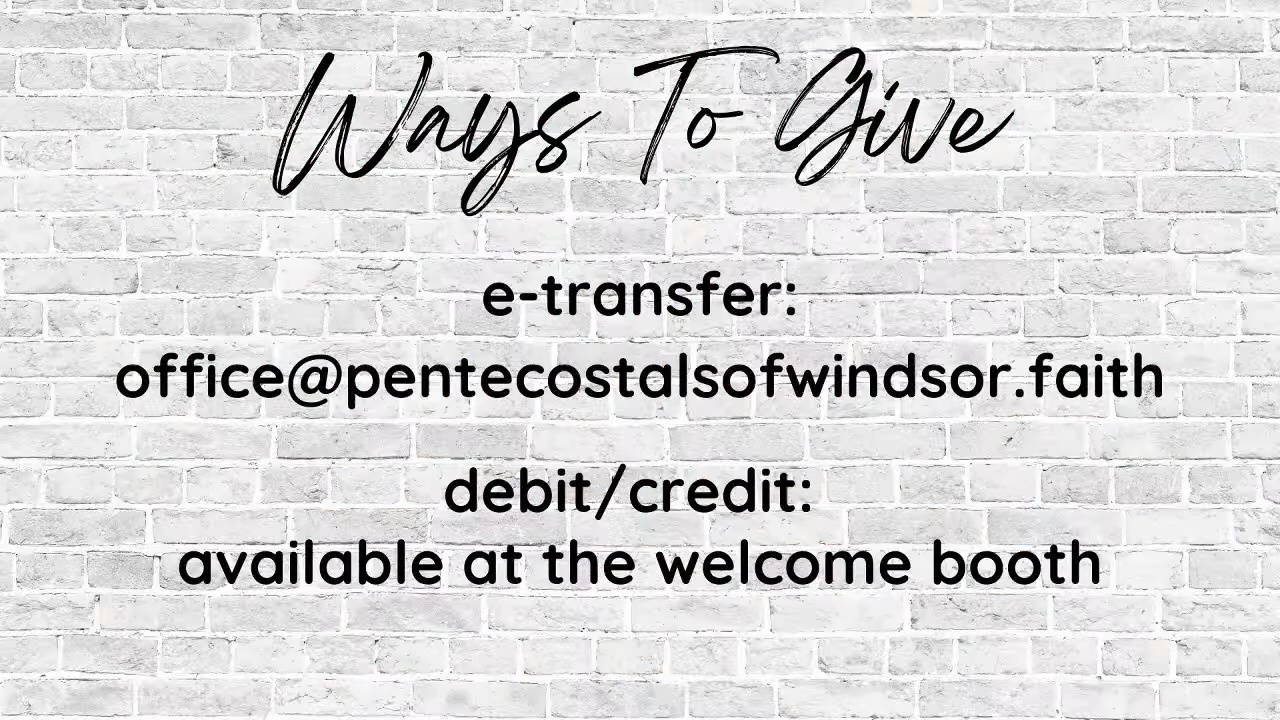 Ways To Give
e-transfer:
office@pentecostalsofwindsor.faith
debit/credit:
available at the welcome booth